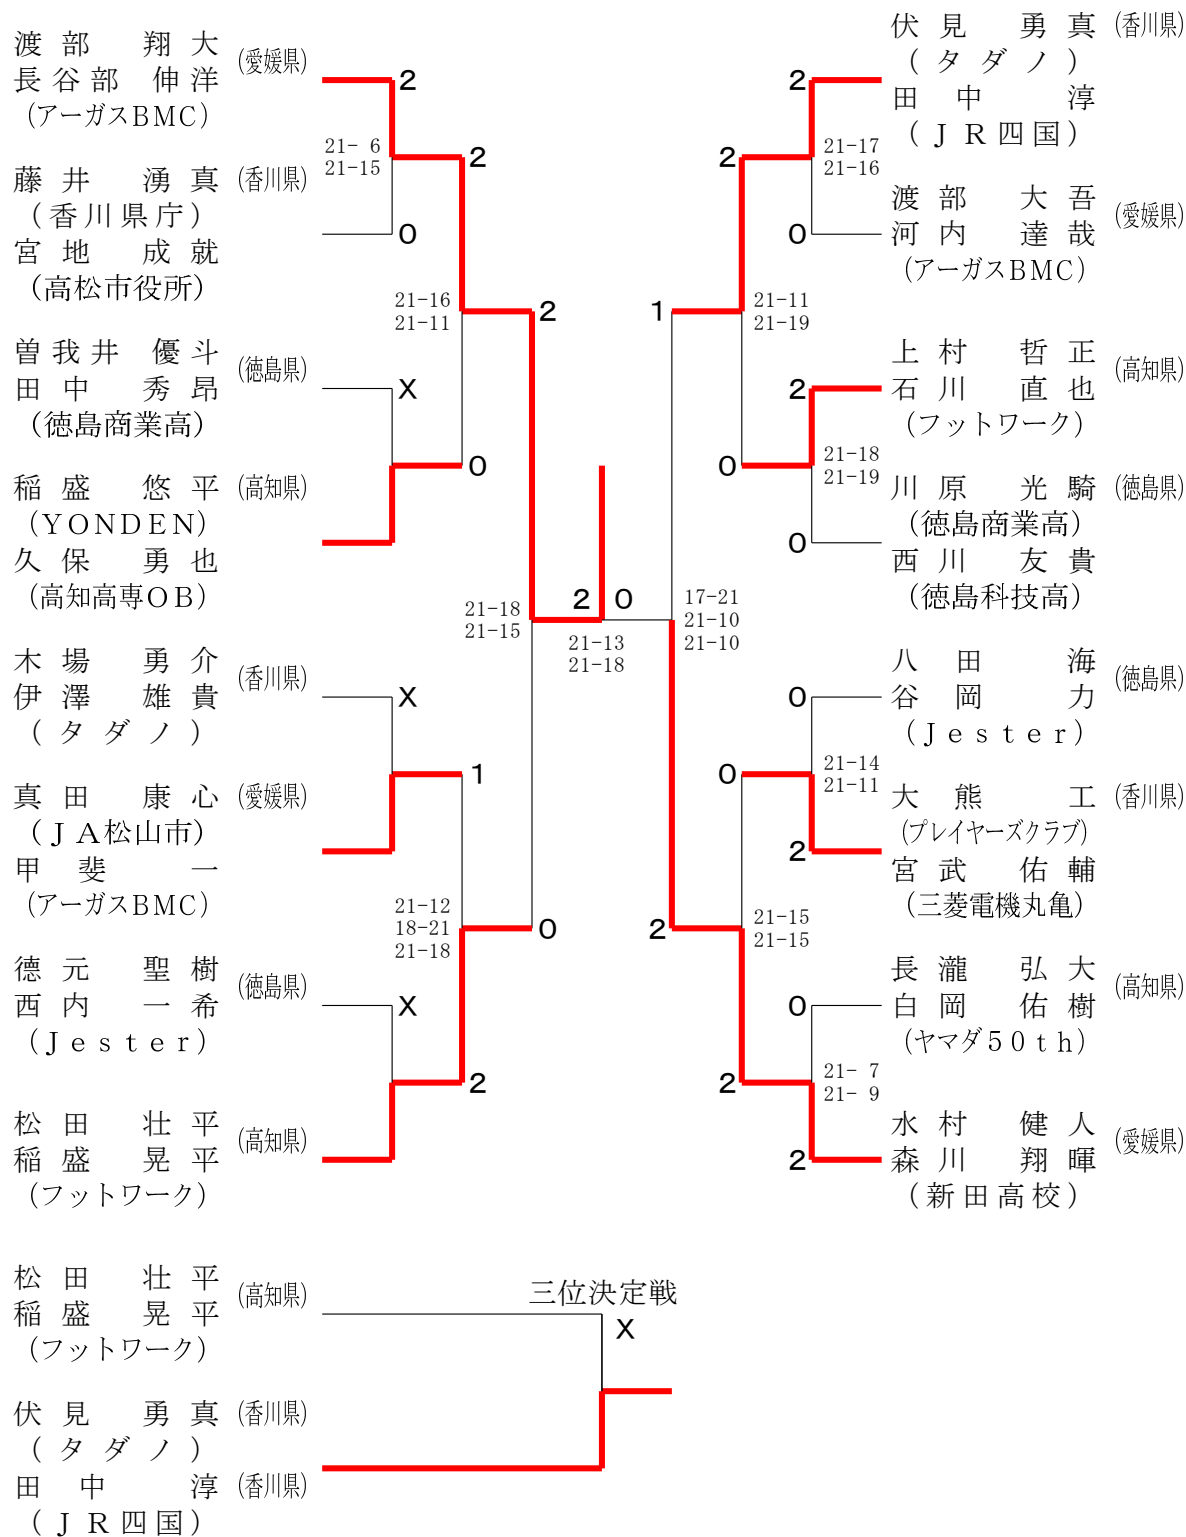 渡部 翔大
長谷部 伸洋
(愛媛県)
(アーガスBMC)
2
21- 6
21-15
藤井 湧真 (香川県)
(香川県庁)
宮地 成就
(高松市役所)
0
2
曽我井 優斗
田中 秀昂
(徳島県)
(徳島商業高)
X
21-16
21-11
稲盛 悠平 (高知県)
(YONDEN)
久保 勇也
(高知高専OB)
0
2
木場 勇介
伊澤 雄貴
(香川県)
(タダノ)
X
21-18
21-15
真田 康心 (愛媛県)
(JA松山市)
甲斐 一
(アーガスBMC)
1
徳元 聖樹
西内 一希
(徳島県)
(Jester)
X
21-12
18-21
21-18
0
松田 壮平
稲盛 晃平
(高知県)
(フットワーク)
2
2 0
21-13
21-18
伏見 勇真 (香川県)
(タダノ)
田中 淳
(JR四国)
2
21-17
21-16
渡部 大吾
河内 達哉
(愛媛県)
(アーガスBMC)
0
2
上村 哲正
石川 直也
(高知県)
(フットワーク)
2
21-11
21-19
1
川原 光騎 (徳島県)
(徳島商業高)
西川 友貴
(徳島科技高)
0
21-18
21-19
0
17-21
21-10
21-10
八田 海
谷岡 力
(徳島県)
(Jester)
0
21-14
21-11
大熊 工 (香川県)
(プレイヤーズクラブ)
宮武 佑輔
(三菱電機丸亀)
2
0
長瀧 弘大
白岡 佑樹
(高知県)
(ヤマダ50th)
0
21-15
21-15
2
水村 健人
森川 翔暉
(愛媛県)
(新田高校)
2
21- 7
21- 9
2
三位決定戦
松田 壮平
稲盛 晃平
(高知県)
(フットワーク)
X
伏見 勇真 (香川県)
(タダノ)
田中 淳 (香川県)
(JR四国)